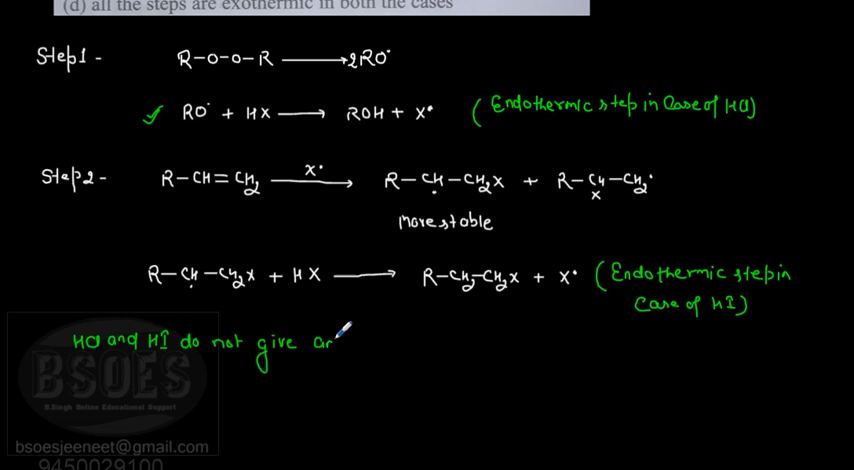 (d) all the steps are exothermic in both the cases
Step1 - R-O-O-R ⟶ 2RO•
RO• + HX ⟶ ROH + X• (Endothermic step in Case of HCl)
Step2 - R-CH=CH2 —X•→ R-CH-CH2X + R-CH-CH2•
• X
More stable
R-CH-CH2X + HX ⟶ R-CH2-CH2X + X• (Endothermic step in
•
Case of HI)
HCl and HI do not give an
BSOES
B.Singh Online Educational Support
bsoesjeeneet@gmail.com
9450029100